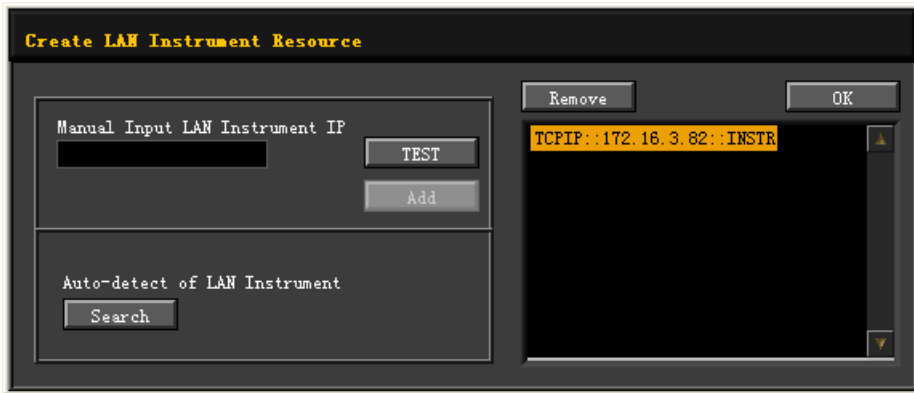 Create LAN Instrument Resource
Manual Input LAN Instrument IP
TEST
Add
Auto-detect of LAN Instrument
Search
Remove
OK
TCPIP::172.16.3.82::INSTR